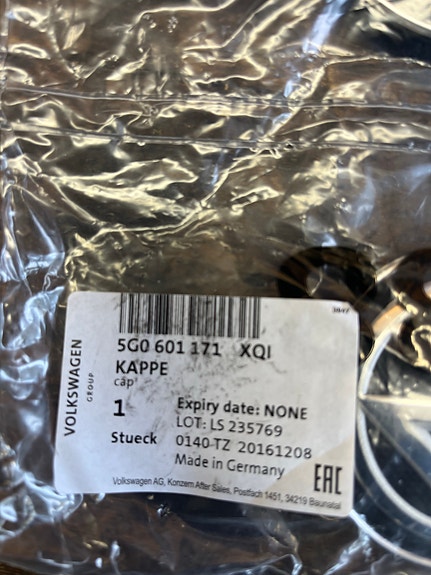 3947
VOLKSWAGEN
GROUP
5G0 601 171 XQI
KAPPE
cap
1
Stueck
Expiry date: NONE
LOT: LS 235769
0140 TZ 20161208
Made in Germany
EAC
Volkswagen AG, Konzern After Sales, Postfach 1451, 34219 Baunatal